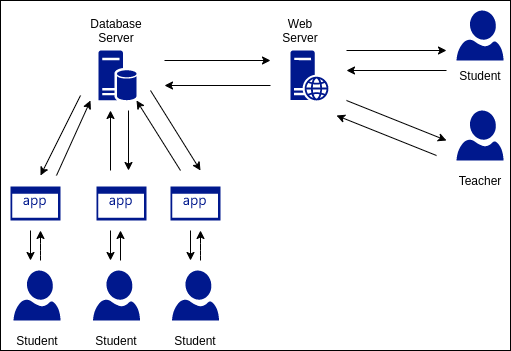 Database
Server
Web
Server
Student
Teacher
app
app
app
Student
Student
Student